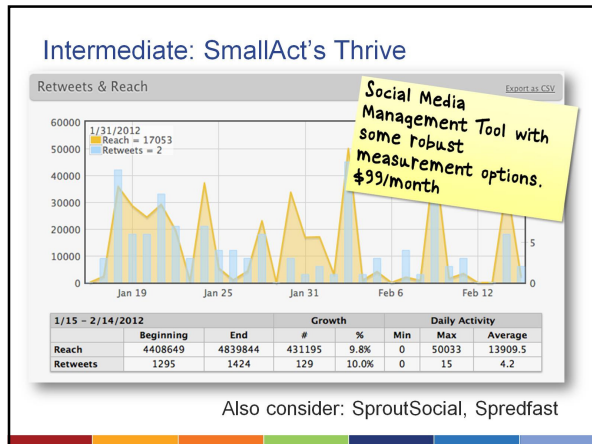 Intermediate: SmallAct's Thrive
Retweets & Reach
Export as CSV
Social Media
Management Tool with
some robust
measurement options.
$99/month
60000
50000
40000
30000
20000
10000
0
1/31/2012
Reach = 17053
Retweets = 2
5
0
Jan 19 Jan 25 Jan 31 Feb 6 Feb 12
1/15 - 2/14/2012 Growth Daily Activity
Beginning End # % Min Max Average
Reach 4408649 4839844 431195 9.8% 0 50033 13909.5
Retweets 1295 1424 129 10.0% 0 15 4.2
Also consider: SproutSocial, Spredfast